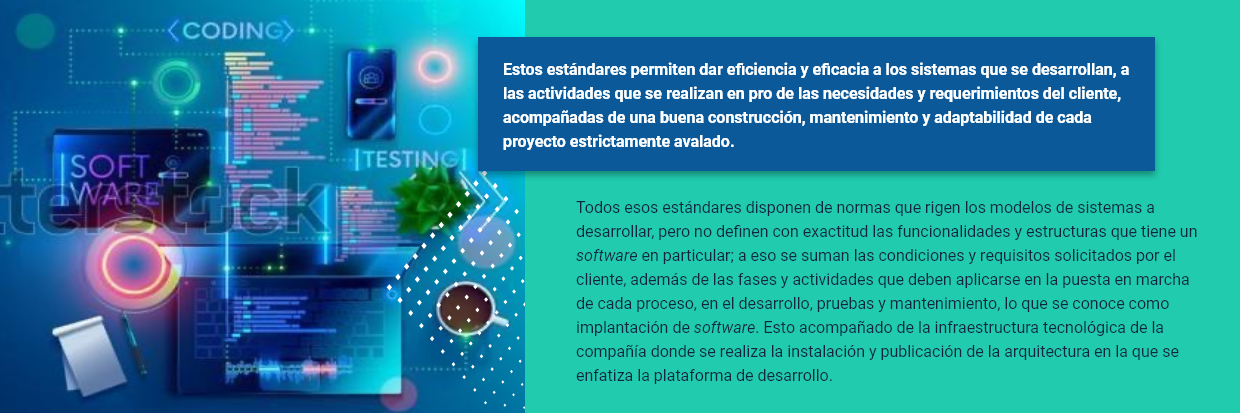 CODING
SOFT
WARE
TESTING
Estos estándares permiten dar eficiencia y eficacia a los sistemas que se desarrollan, a
las actividades que se realizan en pro de las necesidades y requerimientos del cliente,
acompañadas de una buena construcción, mantenimiento y adaptabilidad de cada
proyecto estrictamente avalado.
Todos esos estándares disponen de normas que rigen los modelos de sistemas a
desarrollar, pero no definen con exactitud las funcionalidades y estructuras que tiene un
software en particular; a eso se suman las condiciones y requisitos solicitados por el
cliente, además de las fases y actividades que deben aplicarse en la puesta en marcha
de cada proceso, en el desarrollo, pruebas y mantenimiento, lo que se conoce como
implantación de software. Esto acompañado de la infraestructura tecnológica de la
compañía donde se realiza la instalación y publicación de la arquitectura en la que se
enfatiza la plataforma de desarrollo.